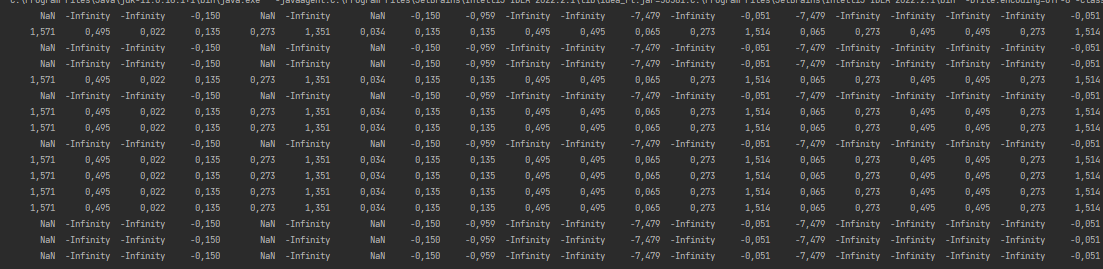 C:\Program Files\Java\jdk-11.0.16.1-1\bin\java.exe -javaagent:C:\Program Files\JetBrains\IntelliJ IDEA 2022.2.1\lib\idea_rt.jar C:\Program Files\JetBrains\IntelliJ IDEA 2022.2.1\bin -Dfile.encoding=UTF-8
NaN -Infinity -Infinity -0,150 NaN -Infinity NaN -0,150 -0,959 -Infinity -Infinity -7,479 -Infinity -0,051 -7,479 -Infinity -Infinity -Infinity -Infinity -0,051
1,571 0,495 0,022 0,135 0,273 1,351 0,034 0,135 0,135 0,495 0,495 0,065 0,273 1,514 0,065 0,273 0,495 0,495 0,273 1,514
NaN -Infinity -Infinity -0,150 NaN -Infinity NaN -0,150 -0,959 -Infinity -Infinity -7,479 -Infinity -0,051 -7,479 -Infinity -Infinity -Infinity -Infinity -0,051
NaN -Infinity -Infinity -0,150 NaN -Infinity NaN -0,150 -0,959 -Infinity -Infinity -7,479 -Infinity -0,051 -7,479 -Infinity -Infinity -Infinity -Infinity -0,051
1,571 0,495 0,022 0,135 0,273 1,351 0,034 0,135 0,135 0,495 0,495 0,065 0,273 1,514 0,065 0,273 0,495 0,495 0,273 1,514
NaN -Infinity -Infinity -0,150 NaN -Infinity NaN -0,150 -0,959 -Infinity -Infinity -7,479 -Infinity -0,051 -7,479 -Infinity -Infinity -Infinity -Infinity -0,051
1,571 0,495 0,022 0,135 0,273 1,351 0,034 0,135 0,135 0,495 0,495 0,065 0,273 1,514 0,065 0,273 0,495 0,495 0,273 1,514
1,571 0,495 0,022 0,135 0,273 1,351 0,034 0,135 0,135 0,495 0,495 0,065 0,273 1,514 0,065 0,273 0,495 0,495 0,273 1,514
NaN -Infinity -Infinity -0,150 NaN -Infinity NaN -0,150 -0,959 -Infinity -Infinity -7,479 -Infinity -0,051 -7,479 -Infinity -Infinity -Infinity -Infinity -0,051
1,571 0,495 0,022 0,135 0,273 1,351 0,034 0,135 0,135 0,495 0,495 0,065 0,273 1,514 0,065 0,273 0,495 0,495 0,273 1,514
1,571 0,495 0,022 0,135 0,273 1,351 0,034 0,135 0,135 0,495 0,495 0,065 0,273 1,514 0,065 0,273 0,495 0,495 0,273 1,514
1,571 0,495 0,022 0,135 0,273 1,351 0,034 0,135 0,135 0,495 0,495 0,065 0,273 1,514 0,065 0,273 0,495 0,495 0,273 1,514
1,571 0,495 0,022 0,135 0,273 1,351 0,034 0,135 0,135 0,495 0,495 0,065 0,273 1,514 0,065 0,273 0,495 0,495 0,273 1,514
NaN -Infinity -Infinity -0,150 NaN -Infinity NaN -0,150 -0,959 -Infinity -Infinity -7,479 -Infinity -0,051 -7,479 -Infinity -Infinity -Infinity -Infinity -0,051
NaN -Infinity -Infinity -0,150 NaN -Infinity NaN -0,150 -0,959 -Infinity -Infinity -7,479 -Infinity -0,051 -7,479 -Infinity -Infinity -Infinity -Infinity -0,051
NaN -Infinity -Infinity -0,150 NaN -Infinity NaN -0,150 -0,959 -Infinity -Infinity -7,479 -Infinity -0,051 -7,479 -Infinity -Infinity -Infinity -Infinity -0,051